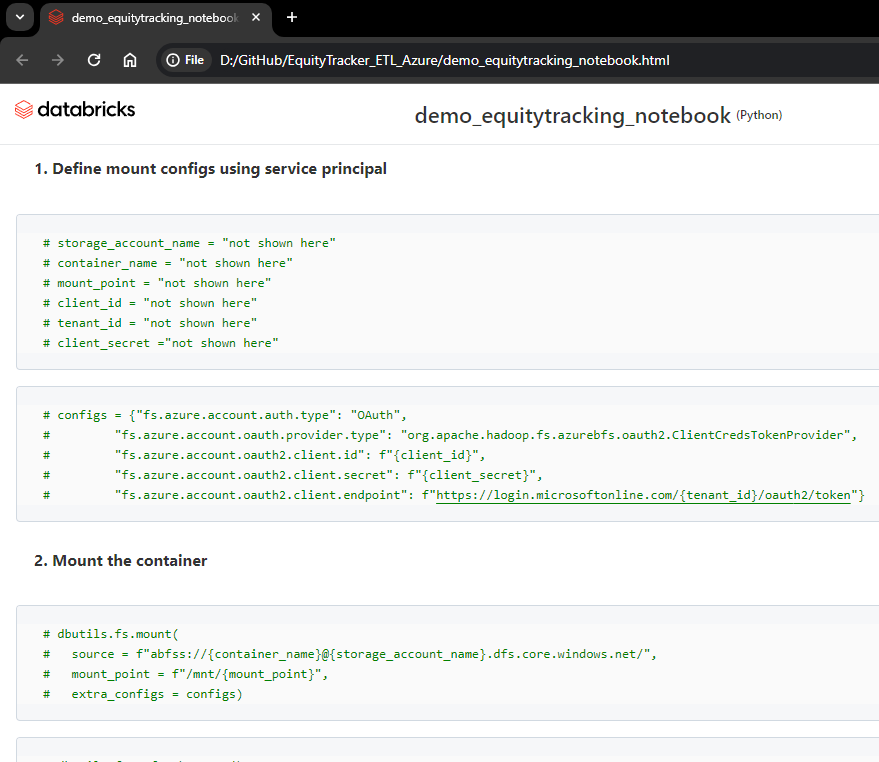 demo_equitytracking_notebook
File D:/GitHub/EquityTracker_ETL_Azure/demo_equitytracking_notebook.html
databricks
demo_equitytracking_notebook (Python)
1. Define mount configs using service principal
# storage_account_name = "not shown here"
# container_name = "not shown here"
# mount_point = "not shown here"
# client_id = "not shown here"
# tenant_id = "not shown here"
# client_secret ="not shown here"
# configs = {"fs.azure.account.auth.type": "OAuth",
#         "fs.azure.account.oauth.provider.type": "org.apache.hadoop.fs.azurebfs.oauth2.ClientCredsTokenProvider",
#         "fs.azure.account.oauth2.client.id": f"{client_id}",
#         "fs.azure.account.oauth2.client.secret": f"{client_secret}",
#         "fs.azure.account.oauth2.client.endpoint": f"https://login.microsoftonline.com/{tenant_id}/oauth2/token"}
2. Mount the container
# dbutils.fs.mount(
#   source = f"abfss://{container_name}@{storage_account_name}.dfs.core.windows.net/",
#   mount_point = f"/mnt/{mount_point}",
#   extra_configs = configs)